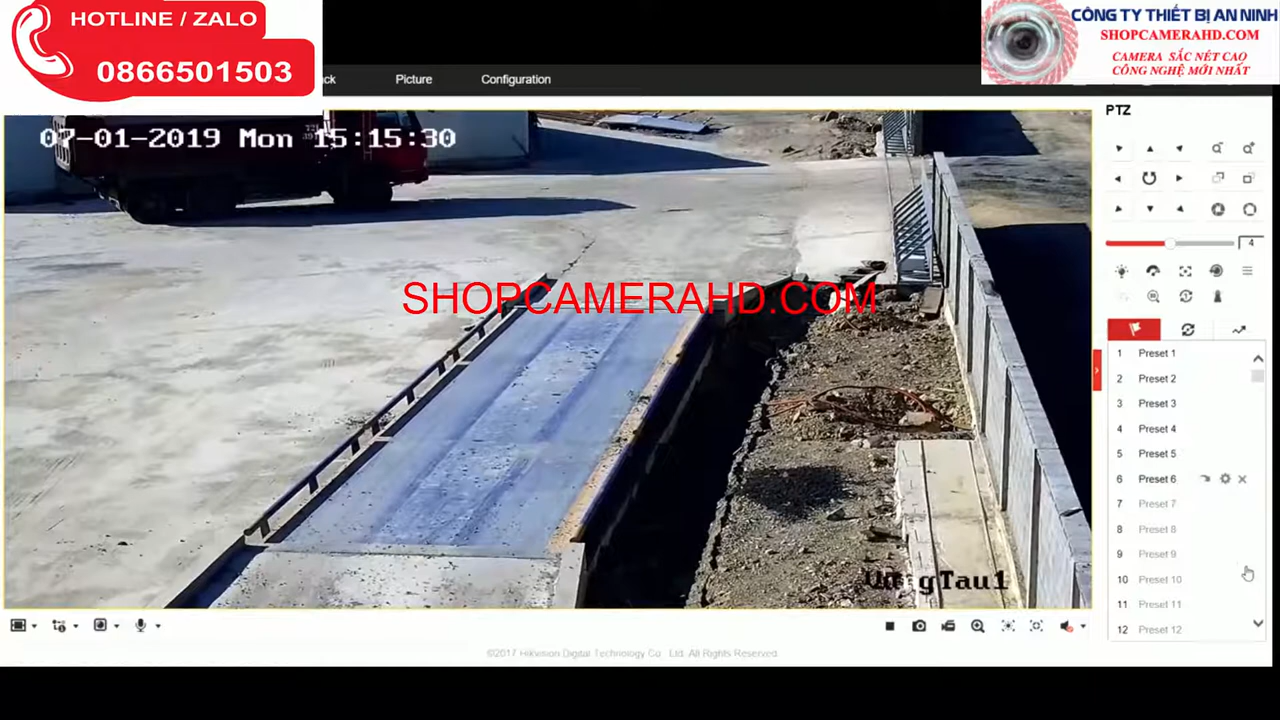 HOTLINE / ZALO
0866501503
CÔNG TY THIẾT BỊ AN NINH
SHOPCAMERAHD.COM
CAMERA SẮC NÉT CAO
CÔNG NGHỆ MỚI NHẤT
Picture
Configuration
PTZ
07-01-2019 Mon 15:15:30
4
SHOPCAMERAHD.COM
1 Preset 1
2 Preset 2
3 Preset 3
4 Preset 4
5 Preset 5
6 Preset 6
7 Preset 7
8 Preset 8
9 Preset 9
10 Preset 10
11 Preset 11
12 Preset 12
©2017 Hikvision Digital Technology Co., Ltd. All Rights Reserved.